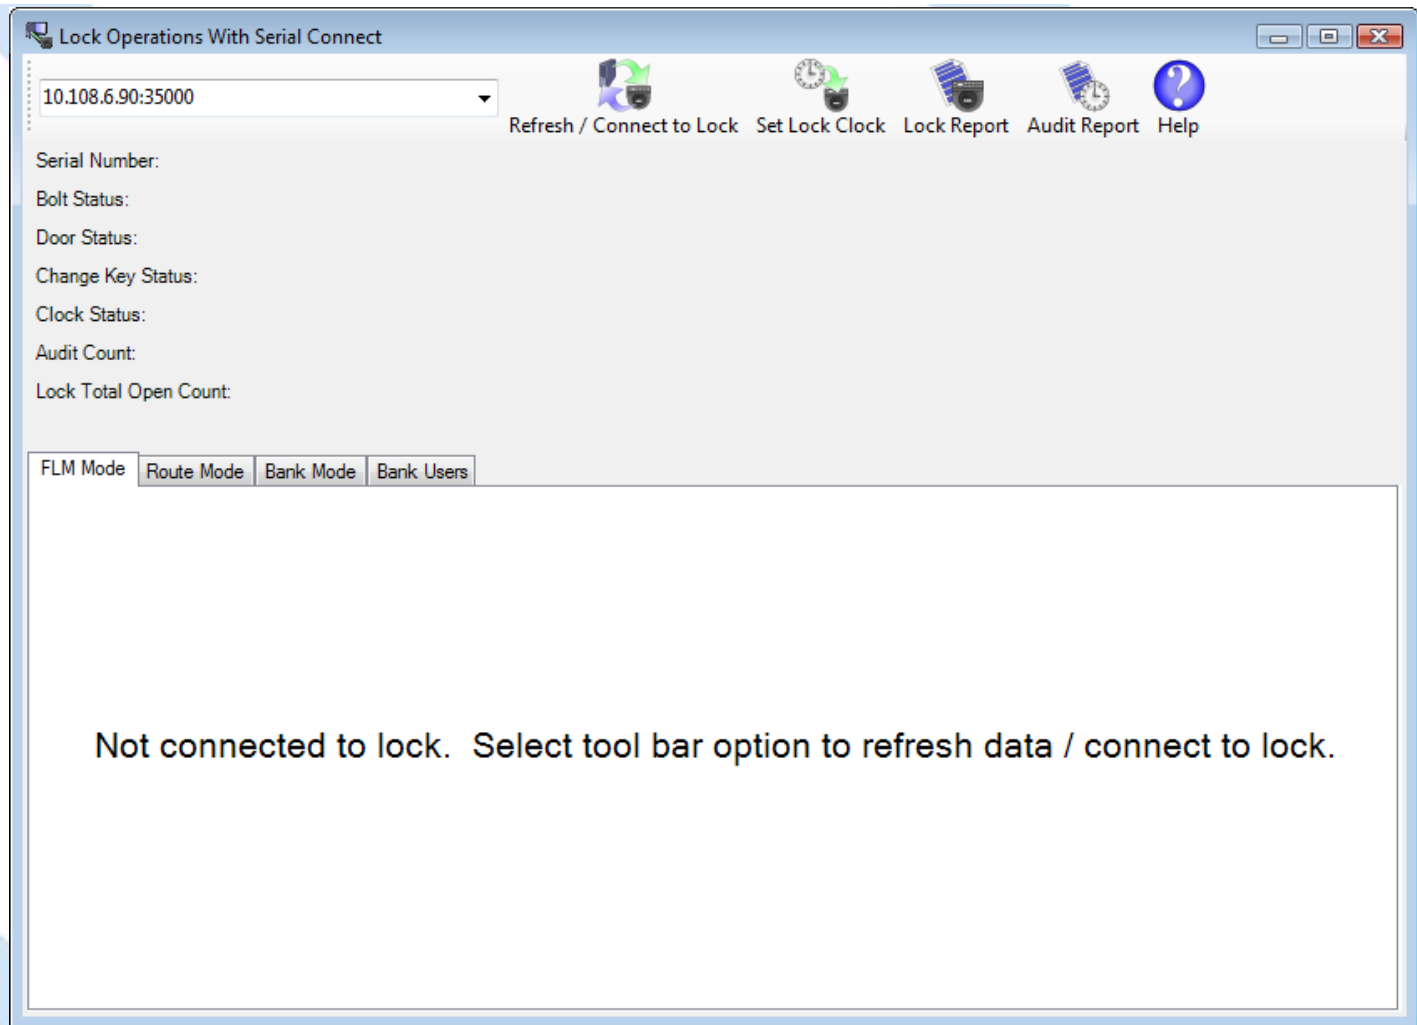 Lock Operations With Serial Connect
10.108.6.90:35000
Refresh / Connect to Lock Set Lock Clock Lock Report Audit Report Help
Serial Number:
Bolt Status:
Door Status:
Change Key Status:
Clock Status:
Audit Count:
Lock Total Open Count:
FLM Mode Route Mode Bank Mode Bank Users
Not connected to lock.  Select tool bar option to refresh data / connect to lock.